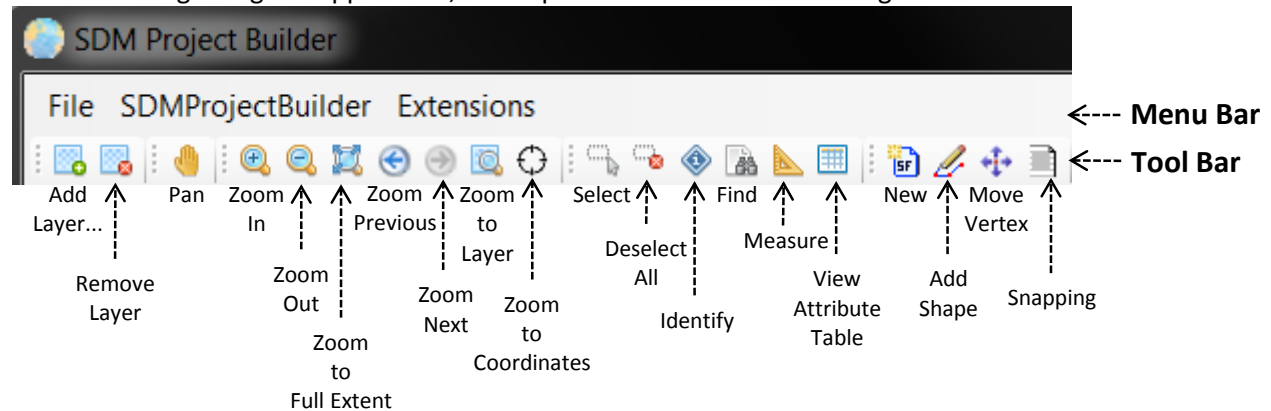 SDM Project Builder
File SDMProjectBuilder Extensions
Menu Bar
Tool Bar
SF
Add Layer...
Remove Layer
Pan
Zoom In
Zoom Out
Zoom to Full Extent
Zoom Previous
Zoom Next
Zoom to Layer
Zoom to Coordinates
Select
Deselect All
Identify
Find
Measure
View Attribute Table
New
Add Shape
Move Vertex
Snapping